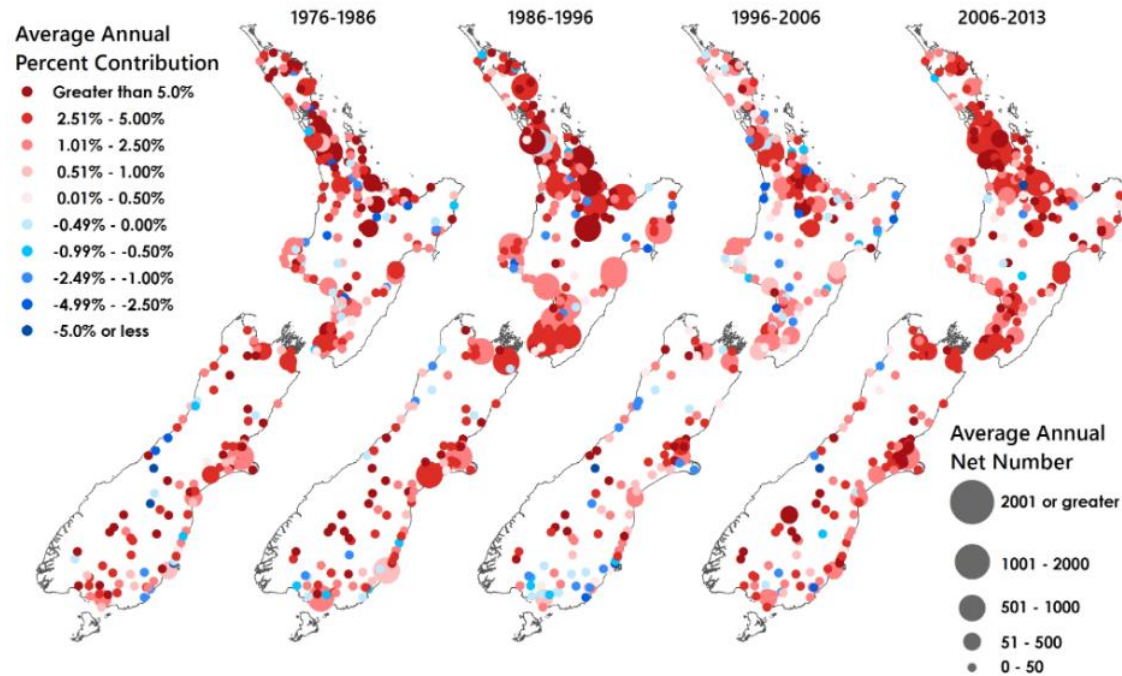 1976-1986
1986-1996
1996-2006
2006-2013
Average Annual
Percent Contribution
Greater than 5.0%
2.51% - 5.00%
1.01% - 2.50%
0.51% - 1.00%
0.01% - 0.50%
-0.49% - 0.00%
-0.99% - -0.50%
-2.49% - -1.00%
-4.99% - -2.50%
-5.0% or less
Average Annual
Net Number
2001 or greater
1001 - 2000
501 - 1000
51 - 500
0 - 50